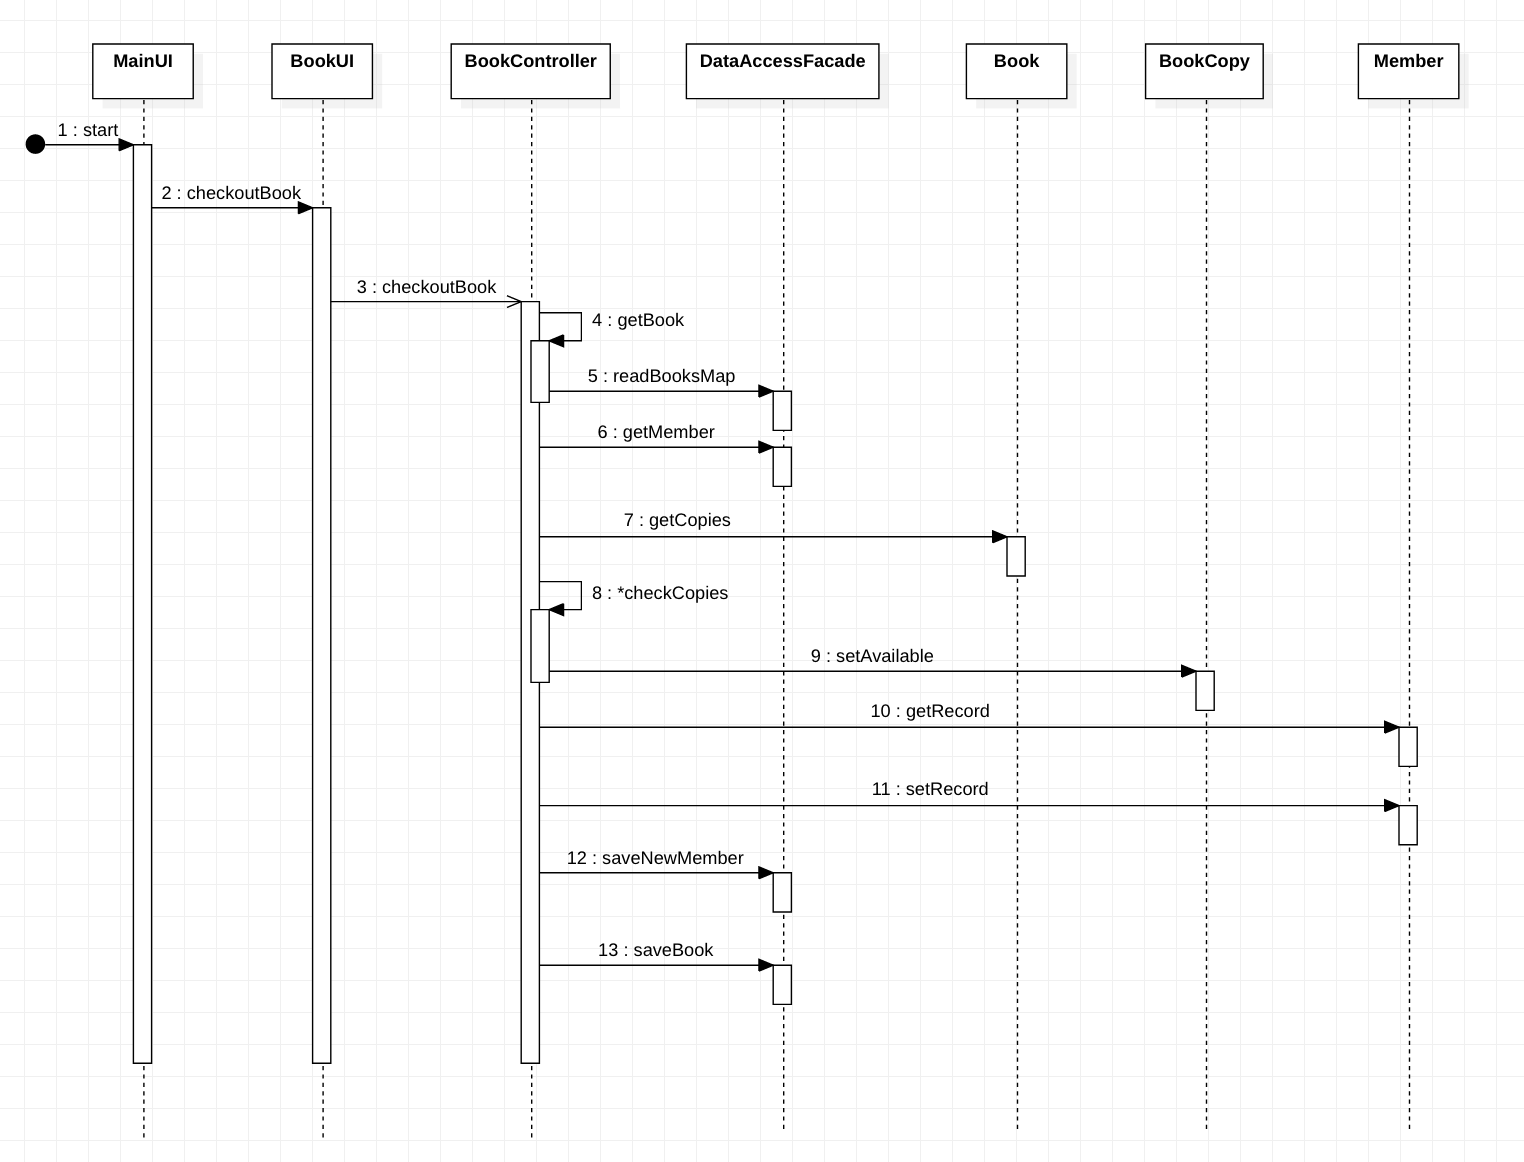 MainUI
BookUI
BookController
DataAccessFacade
Book
BookCopy
Member
1 : start
2 : checkoutBook
3 : checkoutBook
4 : getBook
5 : readBooksMap
6 : getMember
7 : getCopies
8 : *checkCopies
9 : setAvailable
10 : getRecord
11 : setRecord
12 : saveNewMember
13 : saveBook